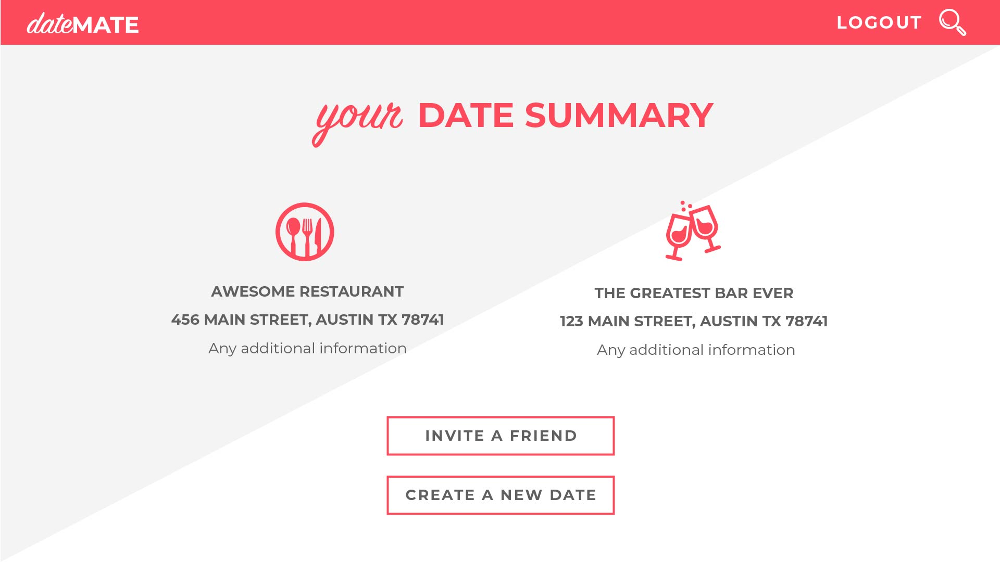 dateMATE
LOGOUT
your DATE SUMMARY
AWESOME RESTAURANT
456 MAIN STREET, AUSTIN TX 78741
Any additional information
THE GREATEST BAR EVER
123 MAIN STREET, AUSTIN TX 78741
Any additional information
INVITE A FRIEND
CREATE A NEW DATE